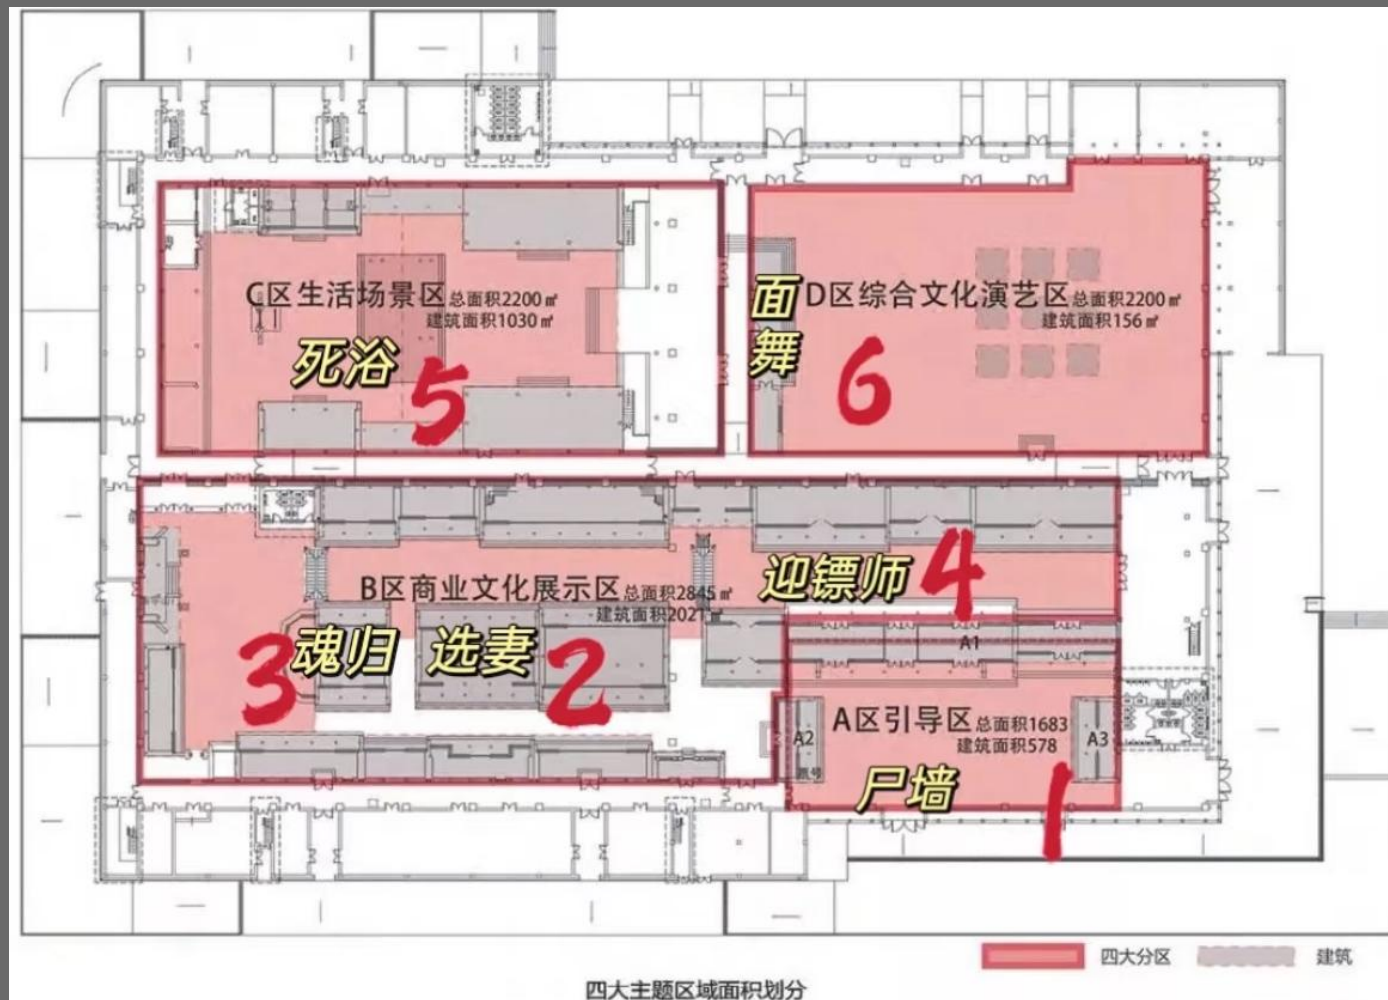 C区生活场景区总面积2200㎡
建筑面积1030㎡
死浴
5
面舞
D区综合文化演艺区总面积2200㎡
建筑面积156㎡
6
B区商业文化展示区总面积2845㎡
建筑面积2021㎡
迎镖师
4
3
魂归
选妻
2
A1
A2
A3
A区引导区总面积1683
建筑面积578
尸墙
1
四大分区
建筑
四大主题区域面积划分